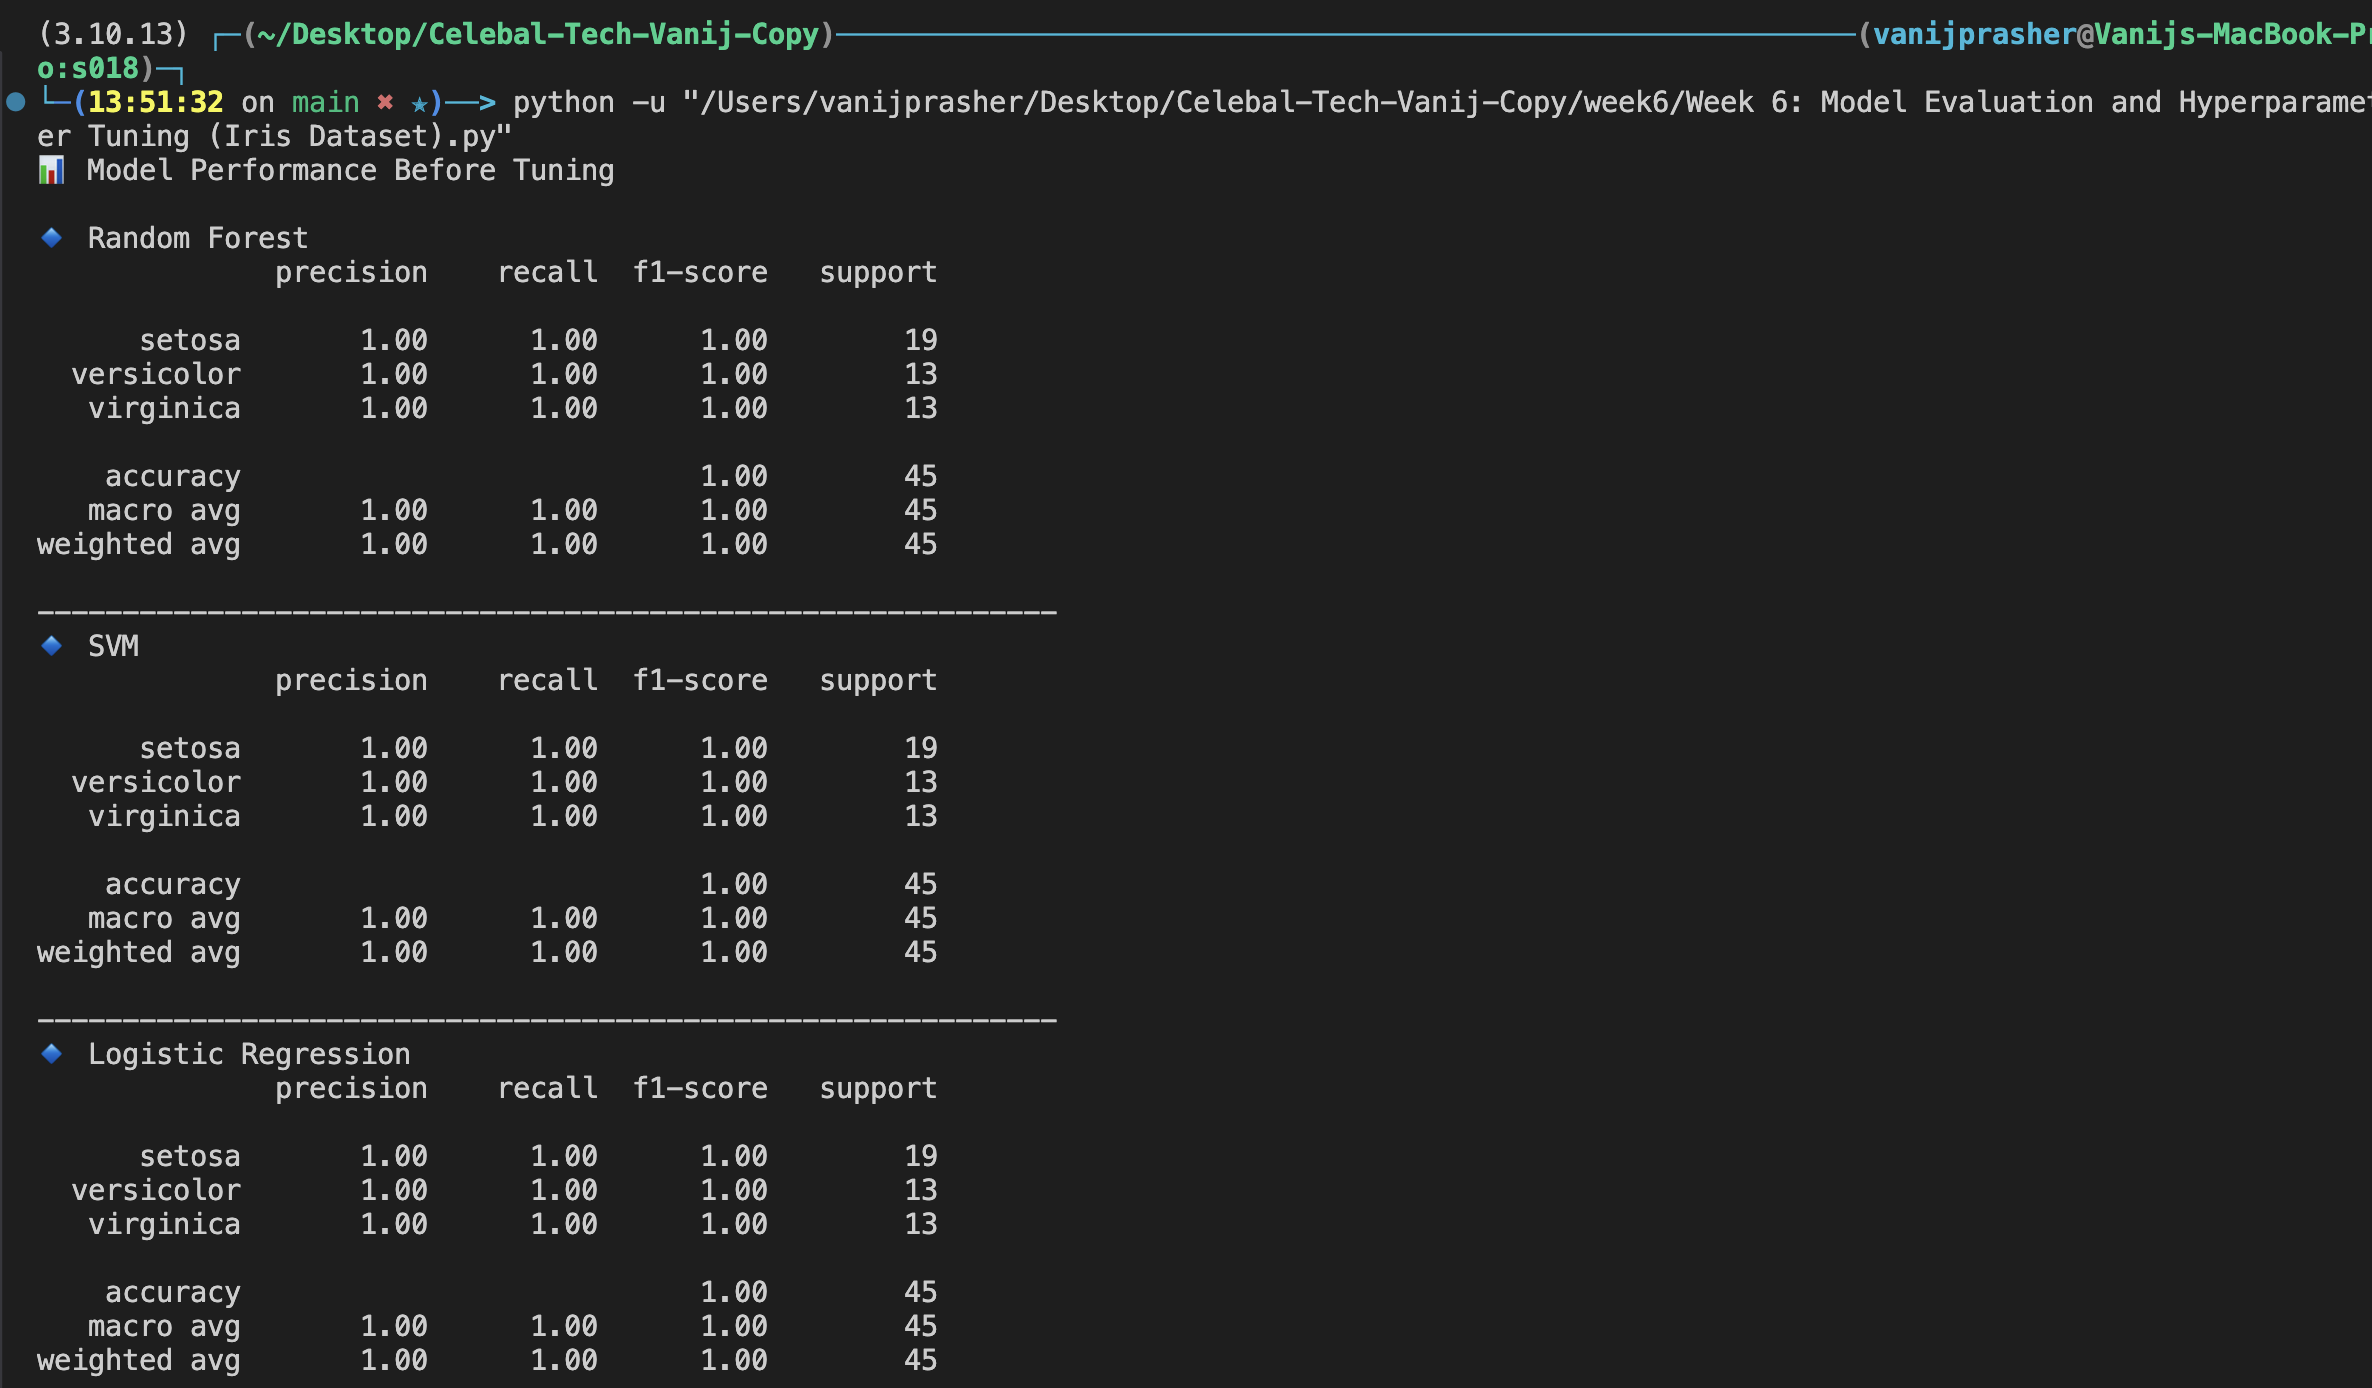 (3.10.13) ┌─(~/Desktop/Celebal-Tech-Vanij-Copy)────────────────────────────────────────────────────────────(vanijprasher@Vanijs-MacBook-Pr
o:s018)─┐
└─(13:51:32 on main ✖ ★)──> python -u "/Users/vanijprasher/Desktop/Celebal-Tech-Vanij-Copy/week6/Week 6: Model Evaluation and Hyperparamet
er Tuning (Iris Dataset).py"
📊 Model Performance Before Tuning
🔹 Random Forest
precision recall f1-score support
setosa 1.00 1.00 1.00 19
versicolor 1.00 1.00 1.00 13
virginica 1.00 1.00 1.00 13
accuracy 1.00 45
macro avg 1.00 1.00 1.00 45
weighted avg 1.00 1.00 1.00 45
------------------------------------------------------------
🔹 SVM
precision recall f1-score support
setosa 1.00 1.00 1.00 19
versicolor 1.00 1.00 1.00 13
virginica 1.00 1.00 1.00 13
accuracy 1.00 45
macro avg 1.00 1.00 1.00 45
weighted avg 1.00 1.00 1.00 45
------------------------------------------------------------
🔹 Logistic Regression
precision recall f1-score support
setosa 1.00 1.00 1.00 19
versicolor 1.00 1.00 1.00 13
virginica 1.00 1.00 1.00 13
accuracy 1.00 45
macro avg 1.00 1.00 1.00 45
weighted avg 1.00 1.00 1.00 45